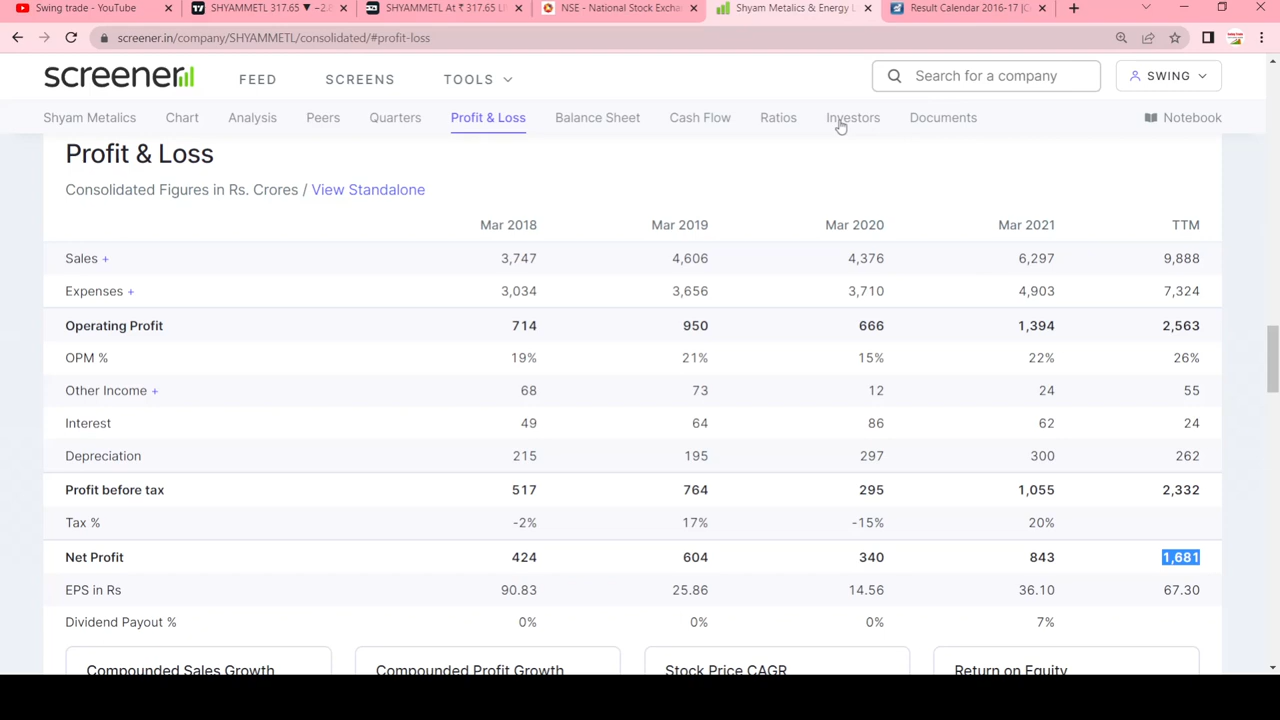 Swing trade - YouTube
SHYAMMETL 317.65 ▼ −2.
SHYAMMETL At ₹ 317.65 L
NSE - National Stock Excha
Shyam Metalics & Energy L
Result Calendar 2016-17 |C
screener.in/company/SHYAMMETL/consolidated/#profit-loss
screener FEED SCREENS TOOLS Search for a company SWING
Shyam Metalics Chart Analysis Peers Quarters Profit & Loss Balance Sheet Cash Flow Ratios Investors Documents Notebook
Profit & Loss
Consolidated Figures in Rs. Crores / View Standalone
Mar 2018 Mar 2019 Mar 2020 Mar 2021 TTM
Sales + 3,747 4,606 4,376 6,297 9,888
Expenses + 3,034 3,656 3,710 4,903 7,324
Operating Profit 714 950 666 1,394 2,563
OPM % 19% 21% 15% 22% 26%
Other Income + 68 73 12 24 55
Interest 49 64 86 62 24
Depreciation 215 195 297 300 262
Profit before tax 517 764 295 1,055 2,332
Tax % -2% 17% -15% 20%
Net Profit 424 604 340 843 1,681
EPS in Rs 90.83 25.86 14.56 36.10 67.30
Dividend Payout % 0% 0% 0% 7%
Compounded Sales Growth Compounded Profit Growth Stock Price CAGR Return on Equity